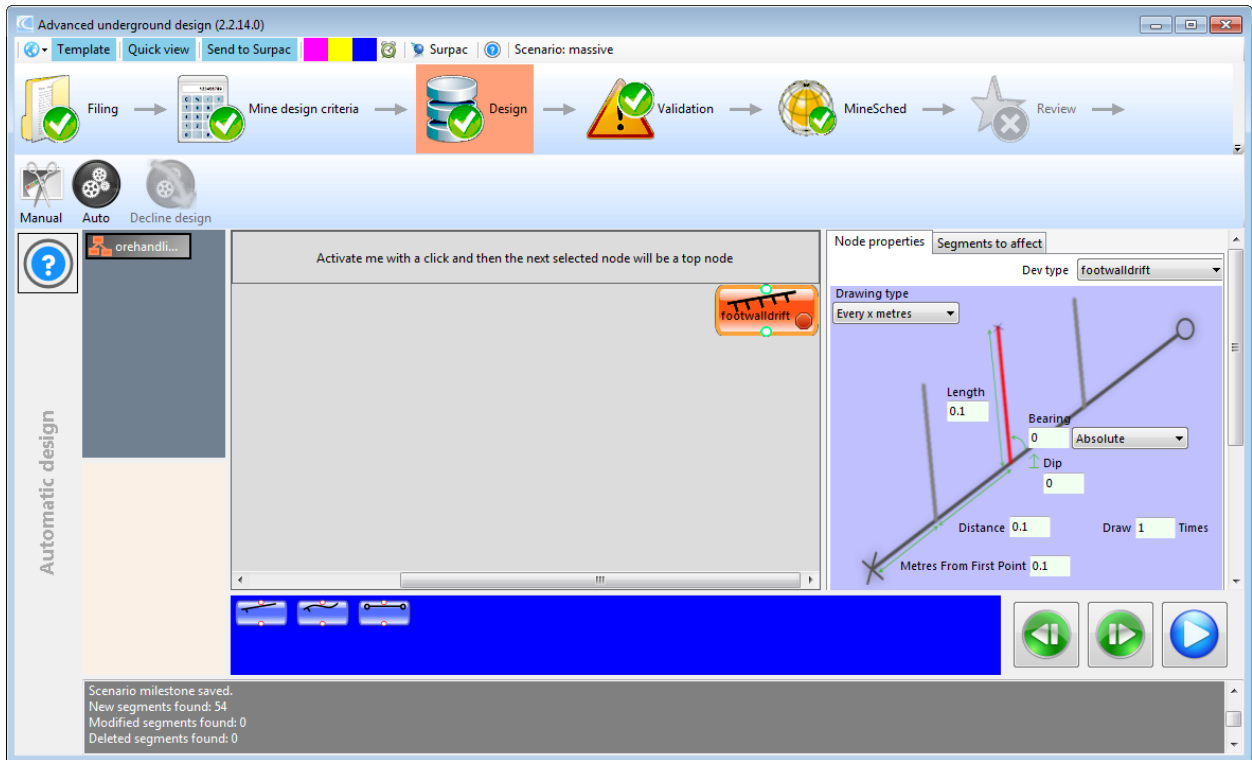 Advanced underground design (2.2.14.0)
Template Quick view Send to Surpac Surpac Scenario: massive
Filing Mine design criteria Design Validation MineSched Review
Manual Auto Decline design
orehandli...
Automatic design
Activate me with a click and then the next selected node will be a top node
footwalldrift
Node properties Segments to affect
Dev type footwalldrift
Drawing type
Every x metres
Length
0.1
Bearing
0 Absolute
Dip
0
Distance 0.1 Draw 1 Times
Metres From First Point 0.1
Scenario milestone saved.
New segments found: 54
Modified segments found: 0
Deleted segments found: 0